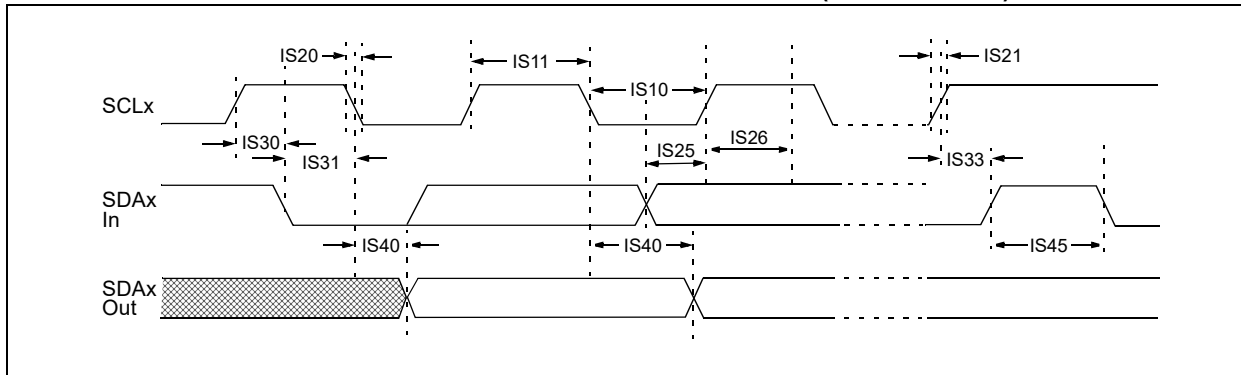 IS20
IS11
IS21
IS10
SCLx
IS30
IS31
IS25
IS26
IS33
SDAx
In
IS40
IS40
IS45
SDAx
Out